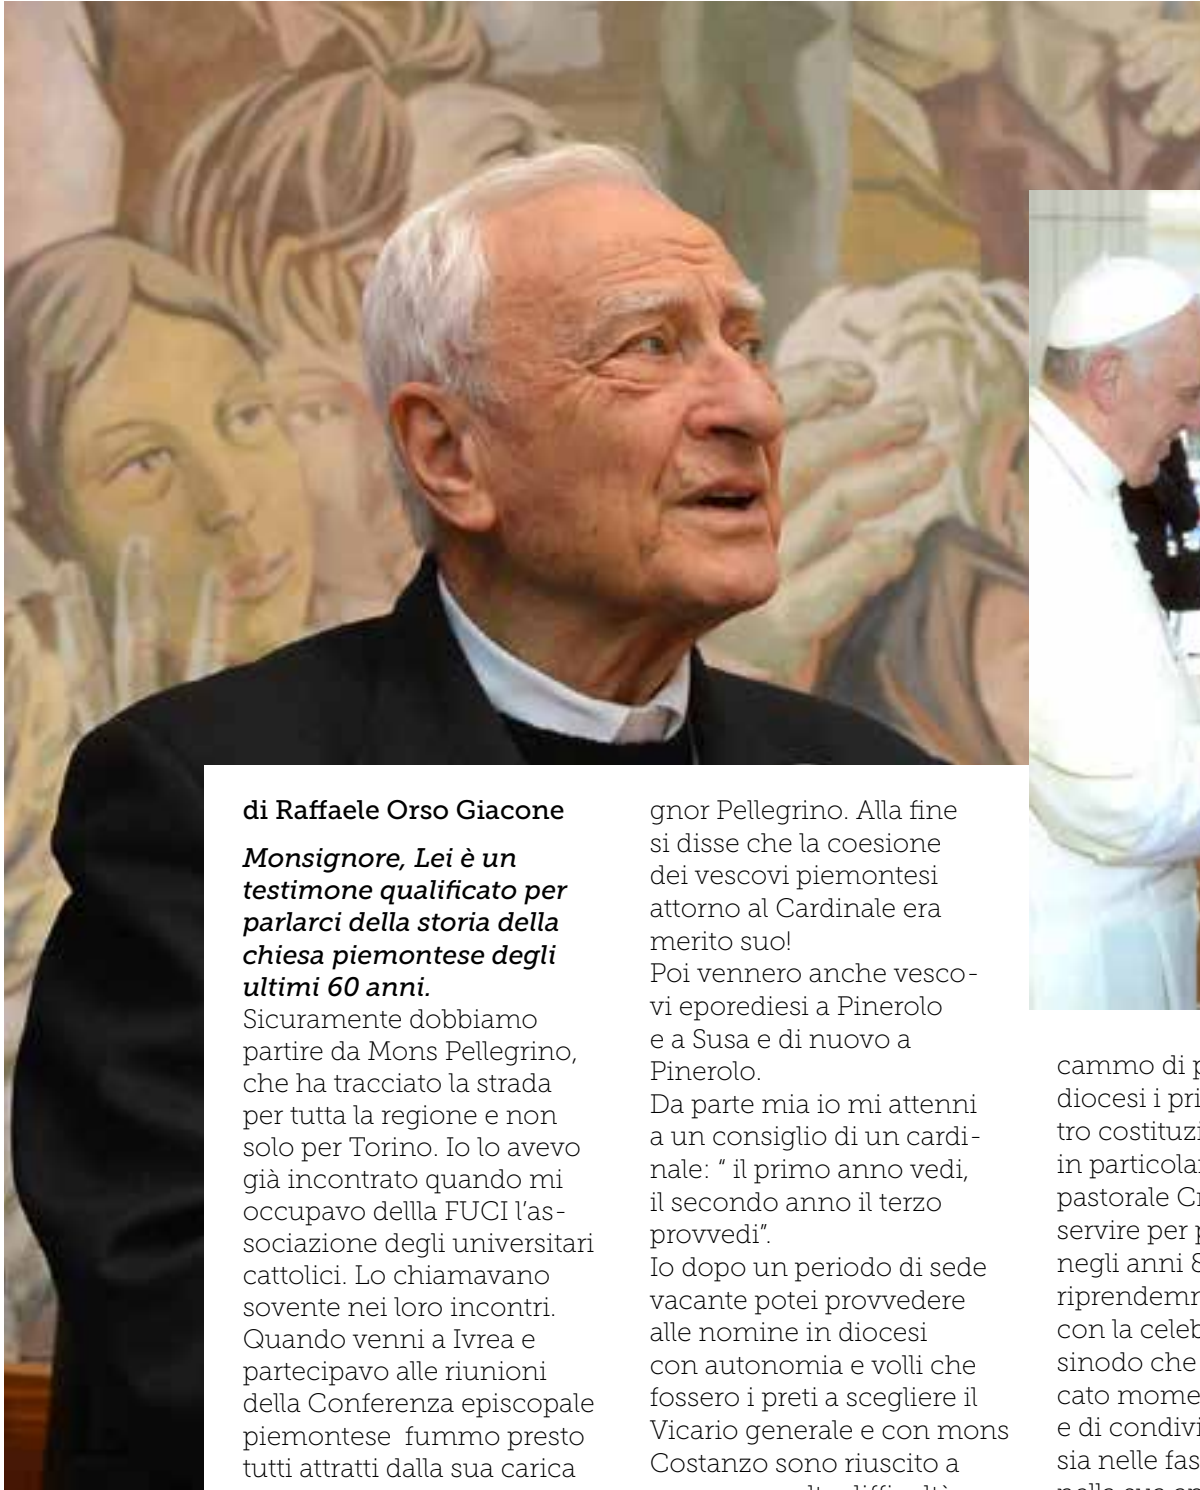 di Raffaele Orso Giacone
Monsignore, Lei è un
testimone qualificato per
parlarci della storia della
chiesa piemontese degli
ultimi 60 anni.
Sicuramente dobbiamo
partire da Mons Pellegrino,
che ha tracciato la strada
per tutta la regione e non
solo per Torino. Io lo avevo
già incontrato quando mi
occupavo dellla FUCI l’as-
sociazione degli universitari
cattolici. Lo chiamavano
sovente nei loro incontri.
Quando venni a Ivrea e
partecipavo alle riunioni
della Conferenza episcopale
piemontese fummo presto
tutti attratti dalla sua carica
gnor Pellegrino. Alla fine
si disse che la coesione
dei vescovi piemontesi
attorno al Cardinale era
merito suo!
Poi vennero anche vesco-
vi eporediesi a Pinerolo
e a Susa e di nuovo a
Pinerolo.
Da parte mia io mi attenni
a un consiglio di un cardi-
nale: “ il primo anno vedi,
il secondo anno il terzo
provvedi”.
Io dopo un periodo di sede
vacante potei provvedere
alle nomine in diocesi
con autonomia e volli che
fossero i preti a scegliere il
Vicario generale e con mons
Costanzo sono riuscito a
cammo di
diocesi i
tro
in
pastorale
servire per
negli anni
con la
sinodo che
cato
e di
sia nelle